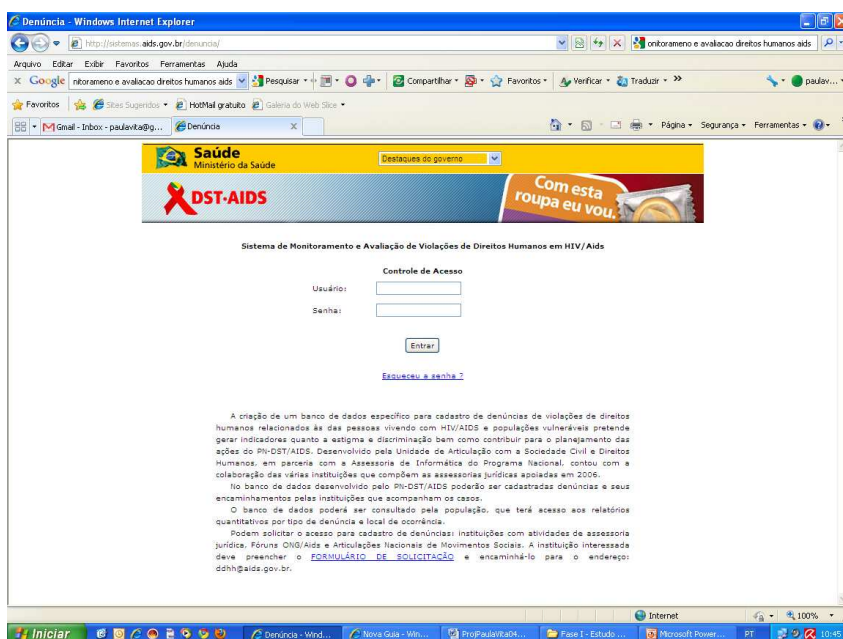 Denúncia - Windows Internet Explorer
http://sistemas.aids.gov.br/denuncia/
onitorameno e avaliacao direitos humanos aids
Arquivo Editar Exibir Favoritos Ferramentas Ajuda
x Google nitorameno e avaliacao direitos humanos aids Pesquisar Compartilhar Favoritos Verificar Traduzir » paulav...
Favoritos Sites Sugeridos HotMail gratuito Galeria do Web Slice
Gmail - Inbox - paulavita@g... Denúncia x Página Segurança Ferramentas
Saúde
Ministério da Saúde
Destaques do governo
DST·AIDS
Com esta
roupa eu vou.
Sistema de Monitoramento e Avaliação de Violações de Direitos Humanos em HIV/Aids
Controle de Acesso
Usuário:
Senha:
Entrar
Esqueceu a senha ?
A criação de um banco de dados específico para cadastro de denúncias de violações de direitos
humanos relacionados às das pessoas vivendo com HIV/AIDS e populações vulneráveis pretende
gerar indicadores quanto a estigma e discriminação bem como contribuir para o planejamento das
ações do PN-DST/AIDS. Desenvolvido pela Unidade de Articulação com a Sociedade Civil e Direitos
Humanos, em parceria com a Assessoria de Informática do Programa Nacional, contou com a
colaboração das várias instituições que compõem as assessorias jurídicas apoiadas em 2006.
No banco de dados desenvolvido pelo PN-DST/AIDS poderão ser cadastradas denúncias e seus
encaminhamentos pelas instituições que acompanham os casos.
O banco de dados poderá ser consultado pela população, que terá acesso aos relatórios
quantitativos por tipo de denúncia e local de ocorrência.
Podem solicitar o acesso para cadastro de denúncias: instituições com atividades de assessoria
jurídica, Fóruns ONG/Aids e Articulações Nacionais de Movimentos Sociais. A instituição interessada
deve preencher o FORMULÁRIO DE SOLICITAÇÃO e encaminhá-lo para o endereço:
ddhh@aids.gov.br.
Internet 100%
Iniciar Denúncia - Wind... Nova Guia - Win... ProjPaulaVita04... Fase I - Estudo ... Microsoft Power... PT 10:45